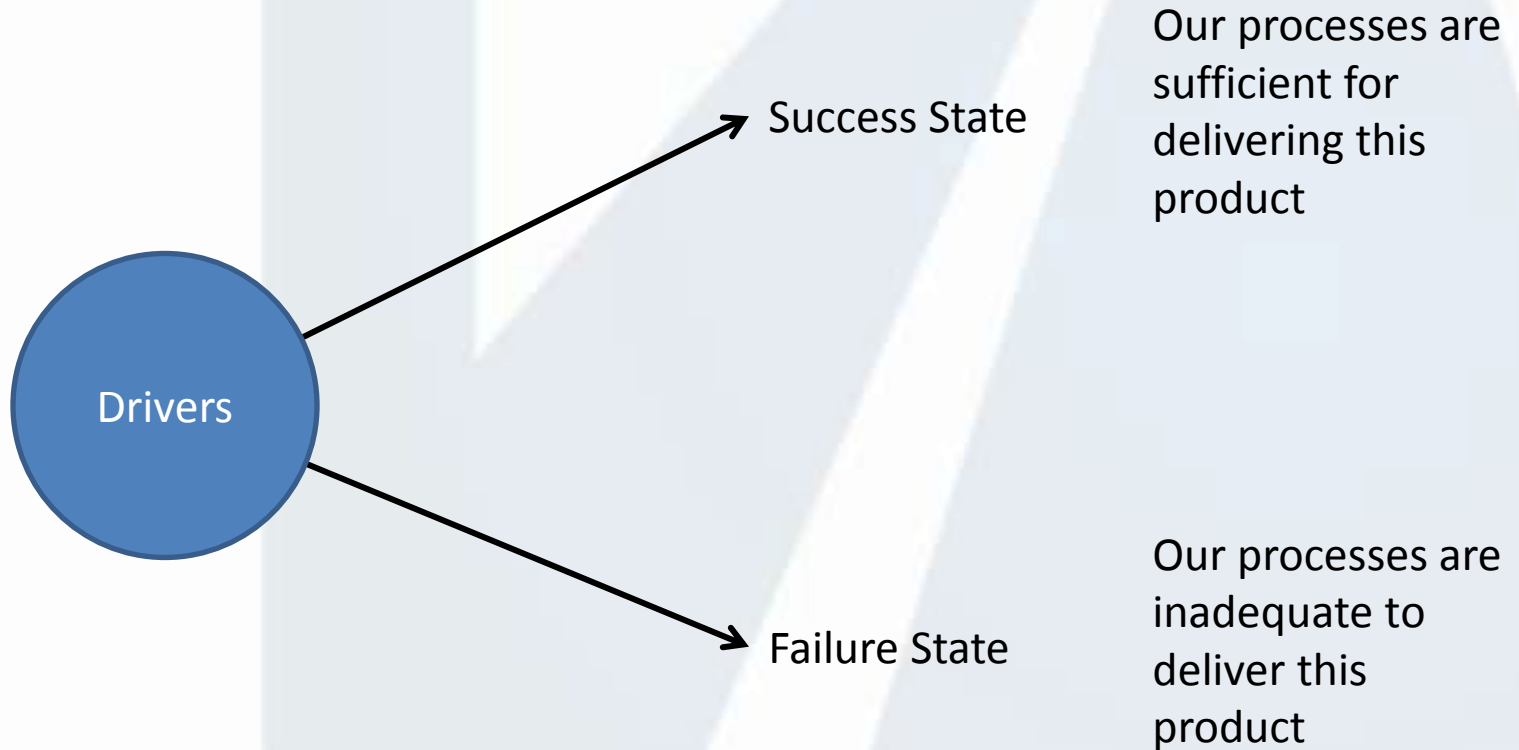 Our processes are
sufficient for
delivering this
product
Success State
Drivers
Failure State
Our processes are
inadequate to
deliver this
product